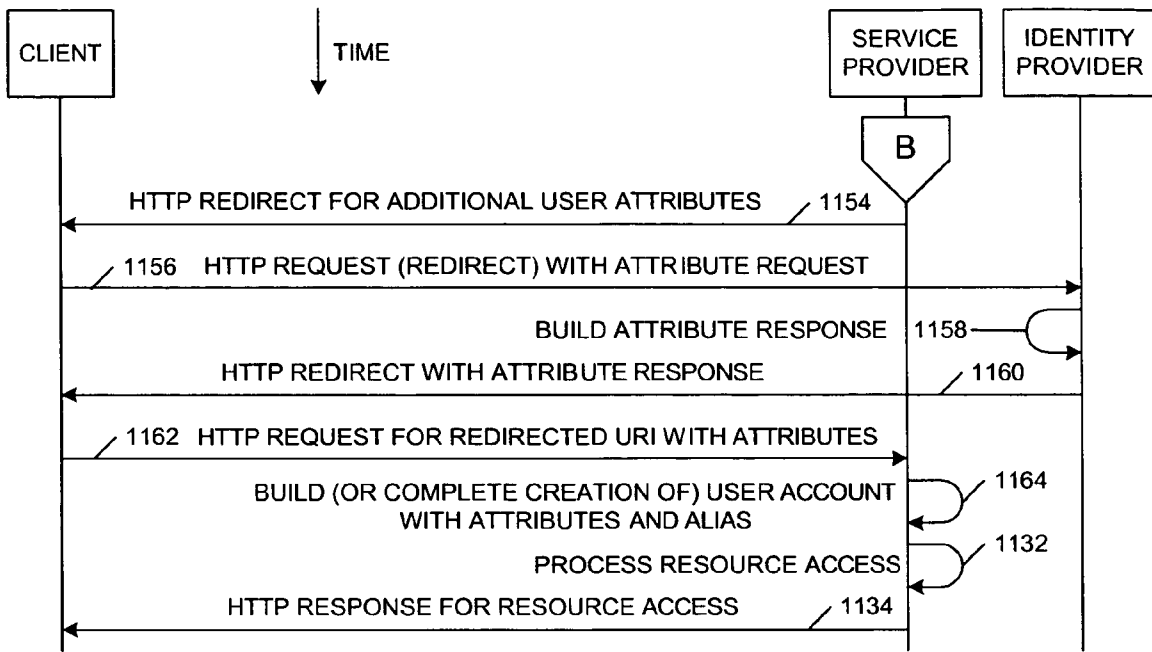 CLIENT
TIME
SERVICE
PROVIDER
IDENTITY
PROVIDER
B
HTTP REDIRECT FOR ADDITIONAL USER ATTRIBUTES
1154
1156
HTTP REQUEST (REDIRECT) WITH ATTRIBUTE REQUEST
BUILD ATTRIBUTE RESPONSE
1158
HTTP REDIRECT WITH ATTRIBUTE RESPONSE
1160
1162
HTTP REQUEST FOR REDIRECTED URI WITH ATTRIBUTES
BUILD (OR COMPLETE CREATION OF) USER ACCOUNT
WITH ATTRIBUTES AND ALIAS
1164
PROCESS RESOURCE ACCESS
1132
HTTP RESPONSE FOR RESOURCE ACCESS
1134